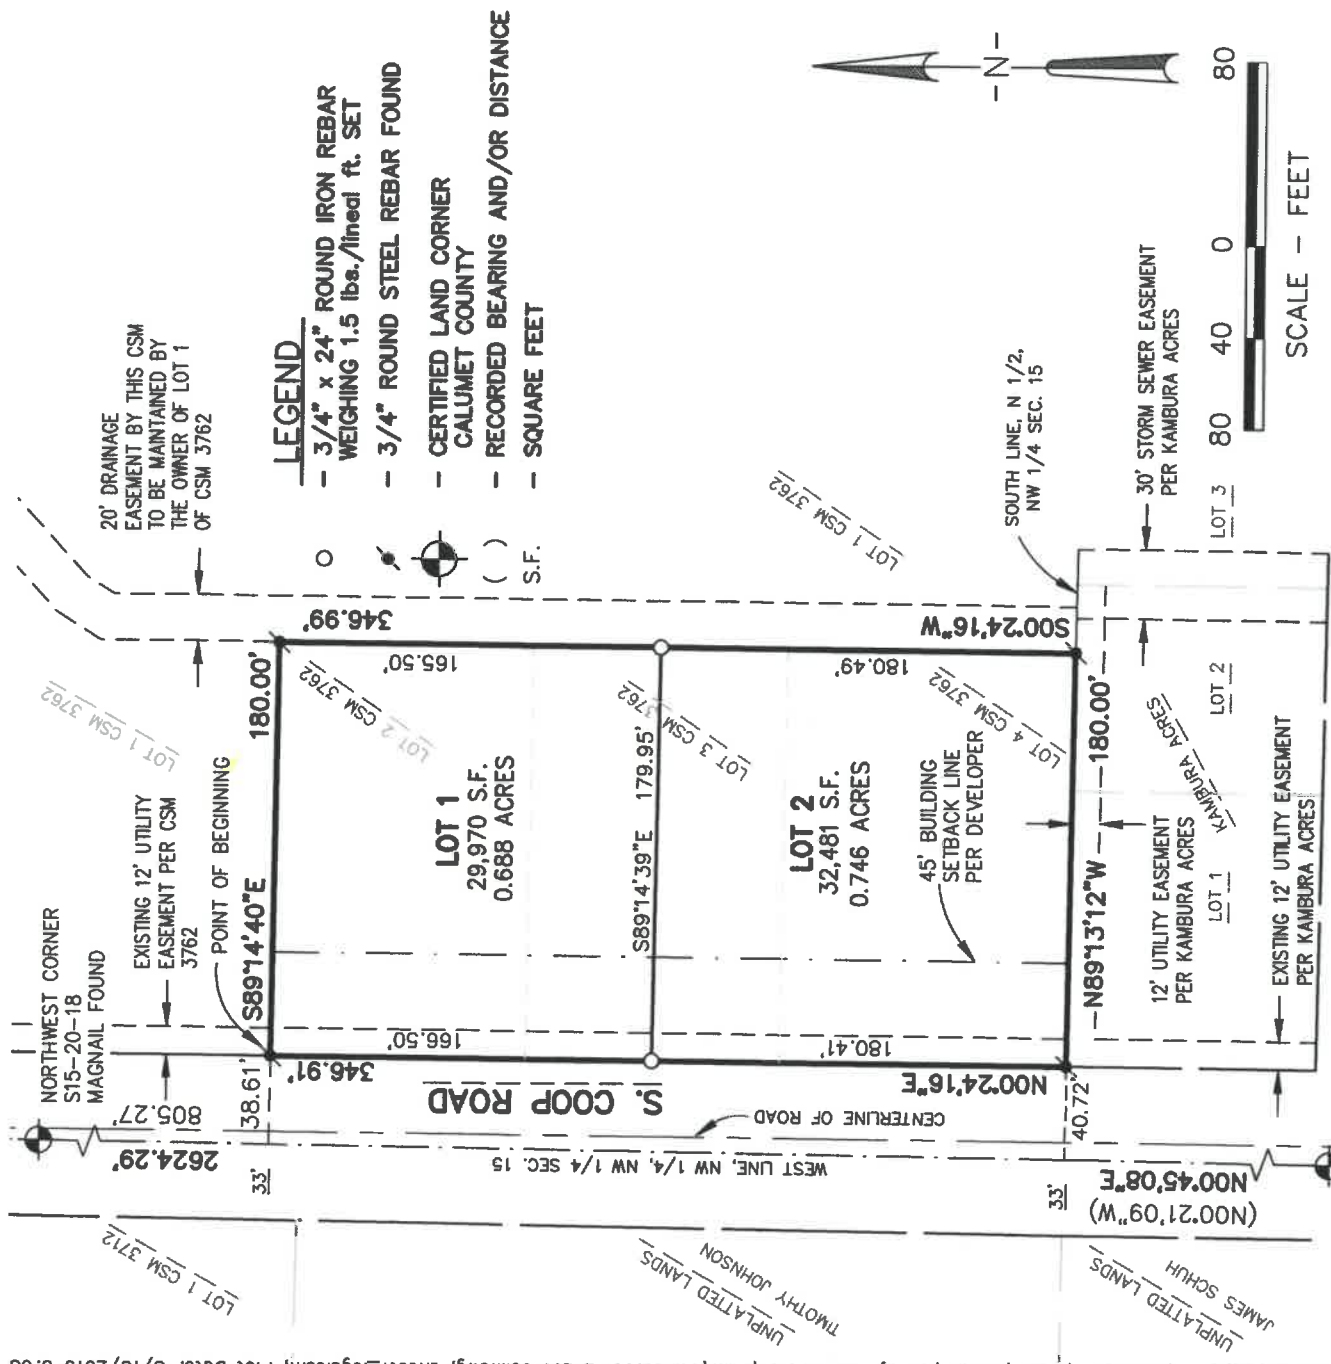 20' DRAINAGE
EASEMENT BY THIS CSM
TO BE MAINTAINED BY
THE OWNER OF LOT 1
OF CSM 3762
LEGEND
○ - 3/4" x 24" ROUND IRON REBAR
WEIGHING 1.5 lbs./lineal ft. SET
- 3/4" ROUND STEEL REBAR FOUND
- CERTIFIED LAND CORNER
CALUMET COUNTY
( ) - RECORDED BEARING AND/OR DISTANCE
S.F. - SQUARE FEET
-N-
80 40 0 80
SCALE - FEET
NORTHWEST CORNER
S15-20-18
MAGNAIL FOUND
EXISTING 12' UTILITY
EASEMENT PER CSM
3762
POINT OF BEGINNING
LOT 1 CSM 3762
S89°14'40"E 180.00'
346.99'
165.50'
CSM 3762
LOT 2
LOT 1
29,970 S.F.
0.688 ACRES
166.50'
346.91'
38.61'
805.27'
2624.29'
33'
LOT 1 CSM 3712
S. COOP ROAD
S89°14'39"E 179.95'
LOT 3 CSM 3762
LOT 1 CSM 3762
LOT 2
32,481 S.F.
0.746 ACRES
45' BUILDING
SETBACK LINE
PER DEVELOPER
180.49'
S00°24'16"W
LOT 4 CSM 3762
180.41'
N00°24'16"E
CENTERLINE OF ROAD
WEST LINE, NW 1/4, NW 1/4 SEC. 15
UNPLATTED LANDS
TIMOTHY JOHNSON
SOUTH LINE, N 1/2,
NW 1/4 SEC. 15
N89°13'12"W 180.00'
40.72'
33'
N00°45'08"E
(N00°21'09"W)
UNPLATTED LANDS
JAMES SCHUH
30' STORM SEWER EASEMENT
PER KAMBURA ACRES
12' UTILITY EASEMENT
PER KAMBURA ACRES
KAMBURA ACRES
LOT 1
LOT 2
LOT 3
EXISTING 12' UTILITY EASEMENT
PER KAMBURA ACRES